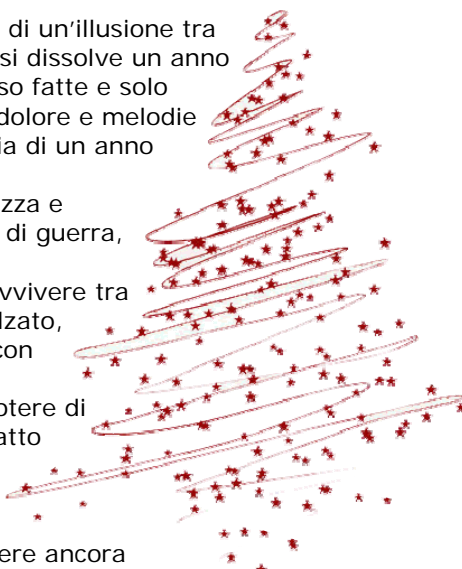 di un’illusione tra
si dissolve un anno
so fatte e solo
dolore e melodie
ia di un anno
zza e
di guerra,
vvivere tra
lzato,
con
otere di
atto
ere ancora